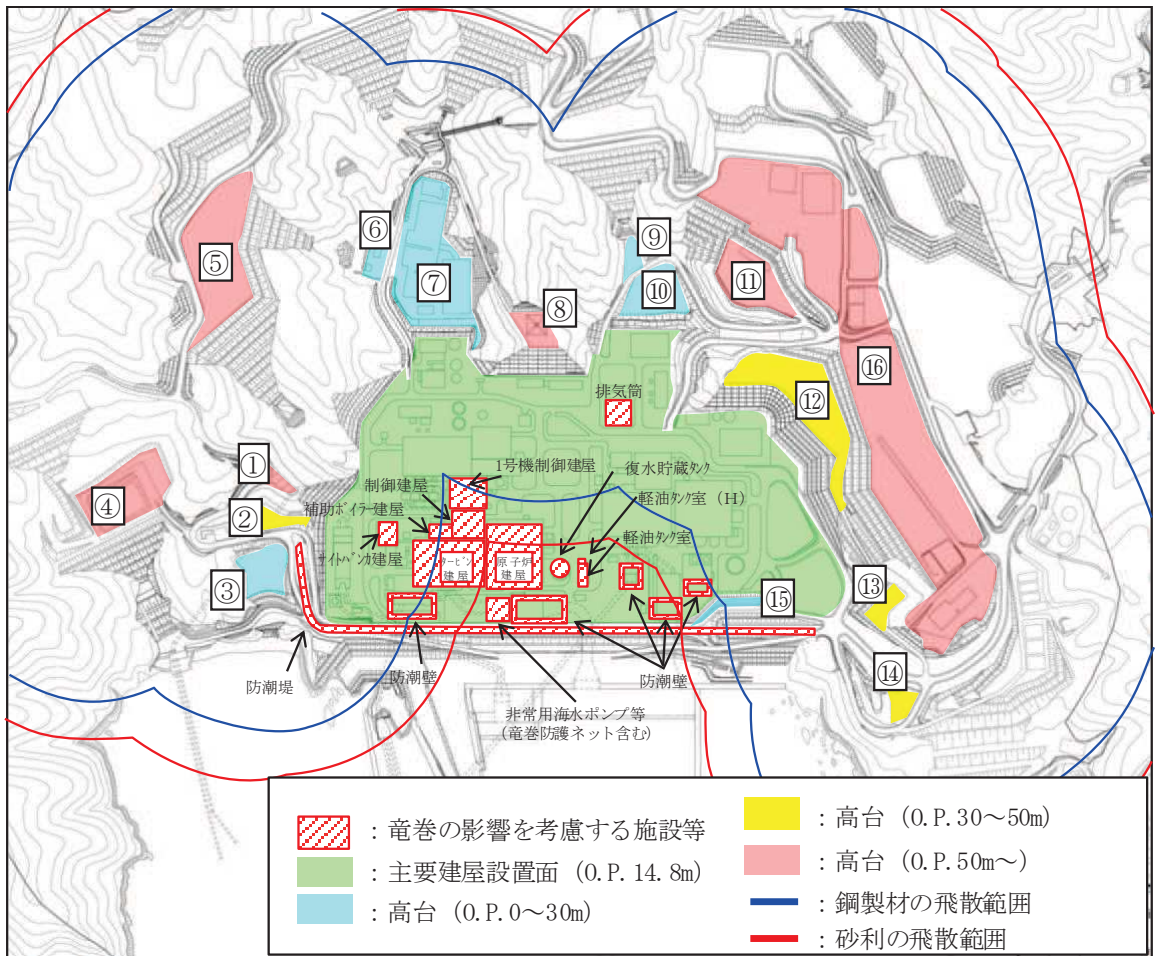 ⑥
⑨
⑤
⑦
⑩
⑪
⑧
⑯
⑫
排気筒
①
④
②
③
1号機制御建屋
復水貯蔵タンク
制御建屋
軽油タンク室(H)
補助ボイラー建屋
軽油タンク室
サイトバンカ建屋
タービン
建屋
原子炉
建屋
⑬
⑮
⑭
防潮堤
防潮壁
防潮壁
非常用海水ポンプ等
(竜巻防護ネット含む)
:竜巻の影響を考慮する施設等
:主要建屋設置面(O.P.14.8m)
:高台(O.P.0～30m)
:高台(O.P.30～50m)
:高台(O.P.50m～)
:鋼製材の飛散範囲
:砂利の飛散範囲